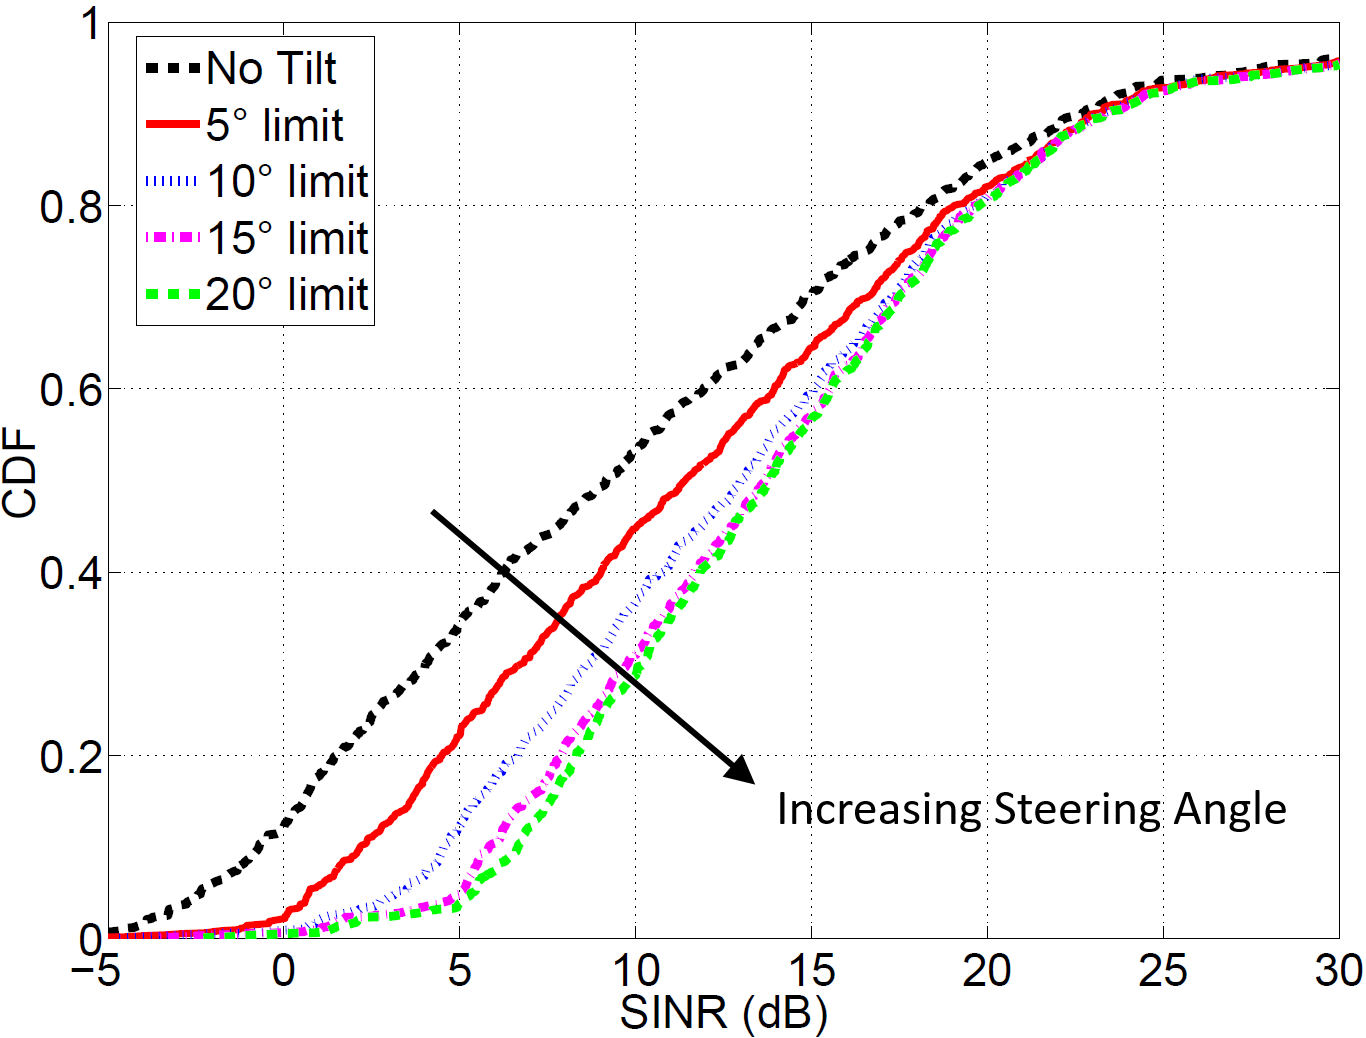 1
No Tilt
5° limit
10° limit
15° limit
20° limit
0.8
0.6
CDF
0.4
0.2
Increasing Steering Angle
0
−5 0 5 10 15 20 25 30
SINR (dB)